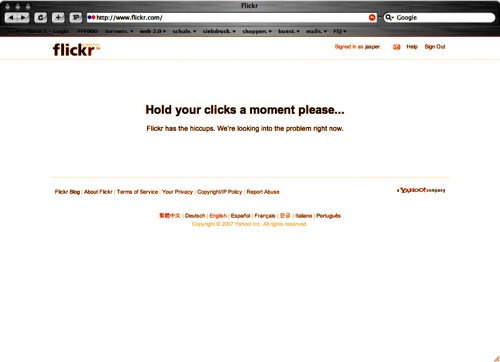 Flickr
http://www.flickr.com/
Google
Login. FFF00G torrents. web 2.0 schule. siebdruck. shoppen. kunst. mails. FSJ
flickr
Signed in as jasper. Help Sign Out
Hold your clicks a moment please...
Flickr has the hiccups. We're looking into the problem right now.
Flickr Blog | About Flickr | Terms of Service | Your Privacy | Copyright/IP Policy | Report Abuse
a YAHOO! company
繁體中文 | Deutsch | English | Español | Français | 한글 | Italiano | Português
Copyright © 2007 Yahoo! Inc. All rights reserved.